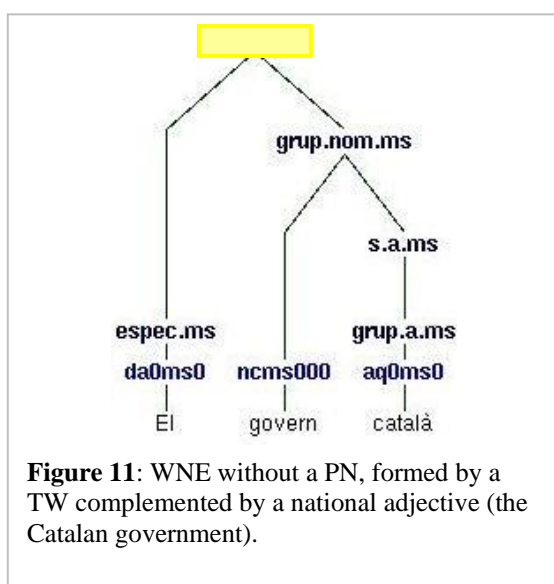 grup.nom.ms
s.a.ms
espec.ms grup.a.ms
da0ms0 ncms000 aq0ms0
El govern català
Figure 11: WNE without a PN, formed by a
TW complemented by a national adjective (the
Catalan government).